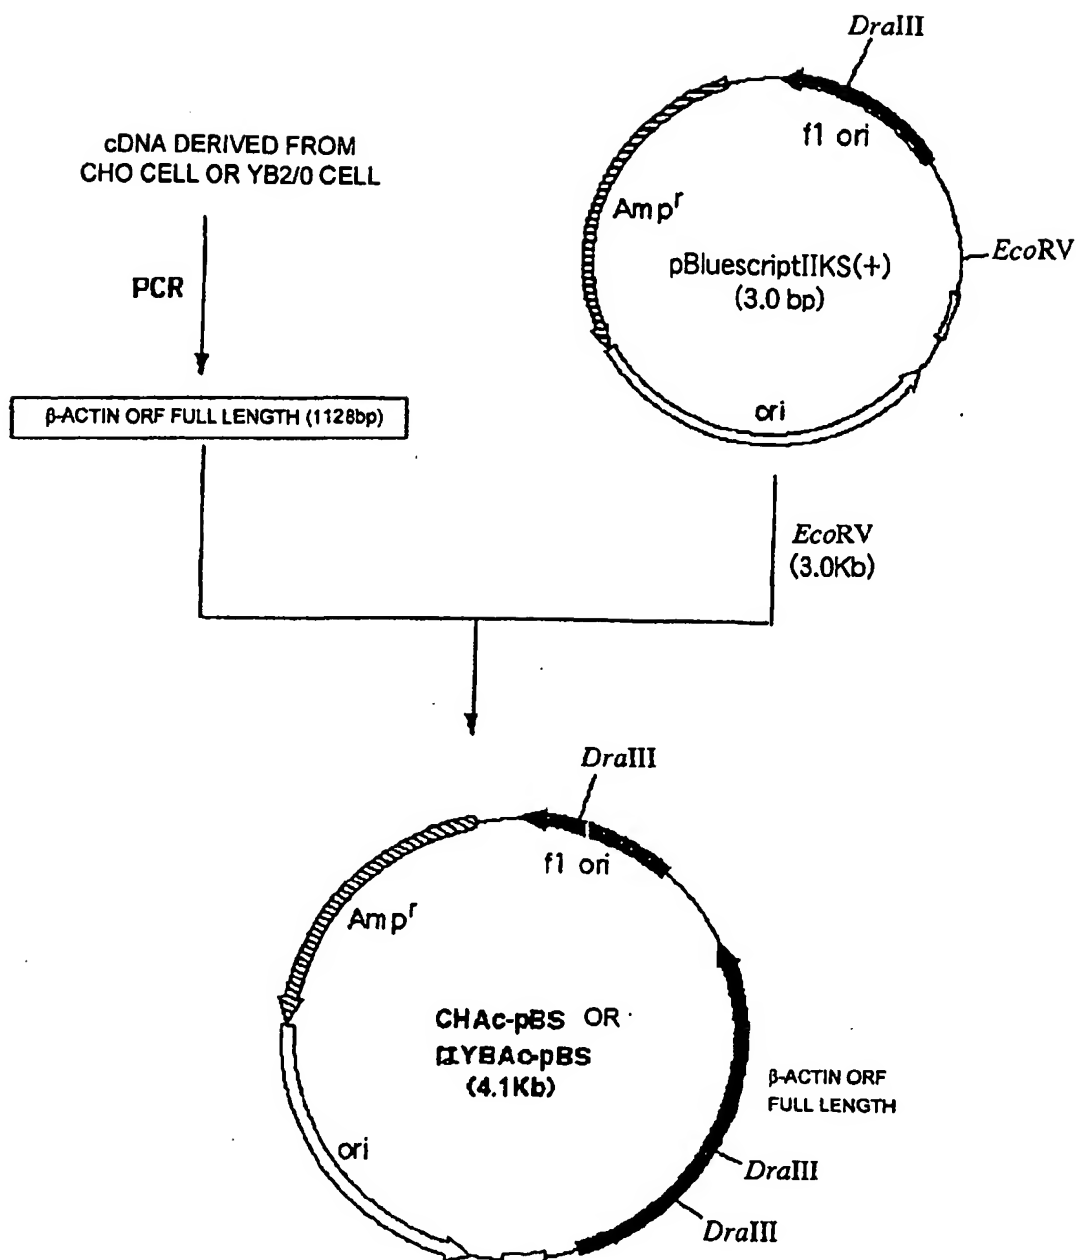 DraIII
f1 ori
cDNA DERIVED FROM
CHO CELL OR YB2/0 CELL
Ampʳ
EcoRV
pBluescriptIIKS(+)
(3.0 bp)
PCR
β-ACTIN ORF FULL LENGTH (1128bp)
ori
EcoRV
(3.0Kb)
DraIII
f1 ori
Ampʳ
CHAc-pBS OR
YBAc-pBS
(4.1Kb)
β-ACTIN ORF
FULL LENGTH
ori
DraIII
DraIII